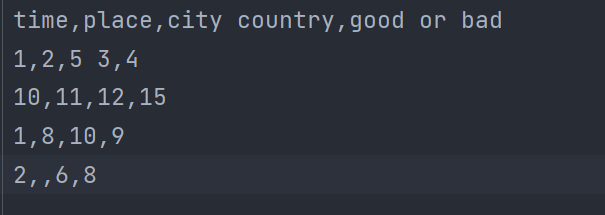 time,place,city country,good or bad
1,2,5 3,4
10,11,12,15
1,8,10,9
2,,6,8